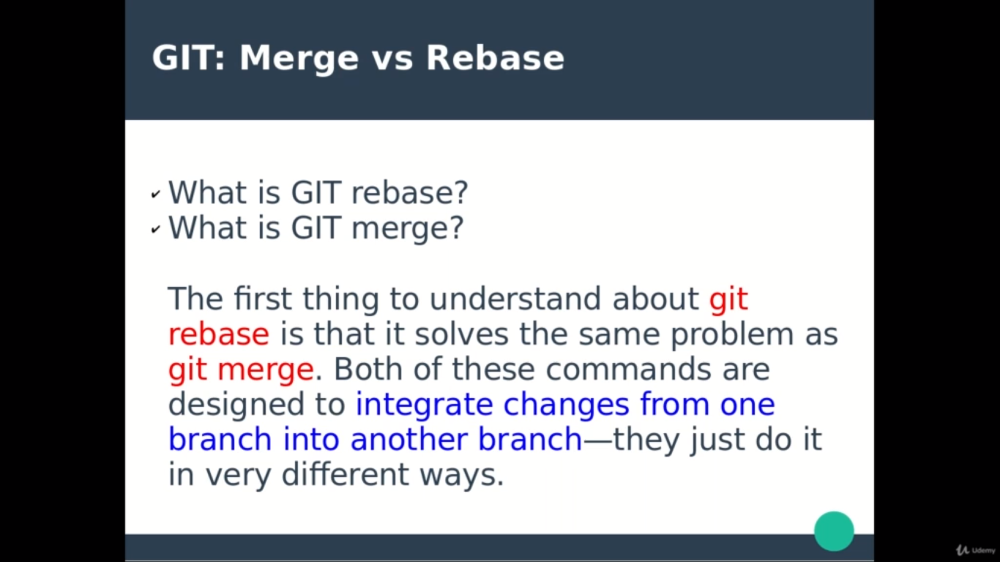 GIT: Merge vs Rebase
✔ What is GIT rebase?
✔ What is GIT merge?
The first thing to understand about git
rebase is that it solves the same problem as
git merge. Both of these commands are
designed to integrate changes from one
branch into another branch—they just do it
in very different ways.
Udemy